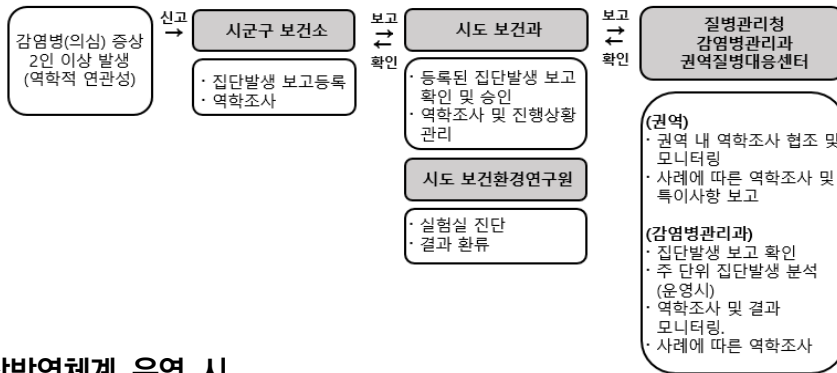 감염병(의심) 증상
2인 이상 발생
(역학적 연관성)
신고
→
시군구 보건소
· 집단발생 보고등록
· 역학조사
보고
확인
시도 보건과
· 등록된 집단발생 보고
확인 및 승인
· 역학조사 및 진행상황
관리
시도 보건환경연구원
· 실험실 진단
· 결과 환류
보고
확인
질병관리청
감염병관리과
권역질병대응센터
(권역)
· 권역 내 역학조사 협조 및
모니터링
· 사례에 따른 역학조사 및
특이사항 보고
(감염병관리과)
· 집단발생 보고 확인
· 주 단위 집단발생 분석
(운영시)
· 역학조사 및 결과
모니터링.
· 사례에 따른 역학조사
운영 시